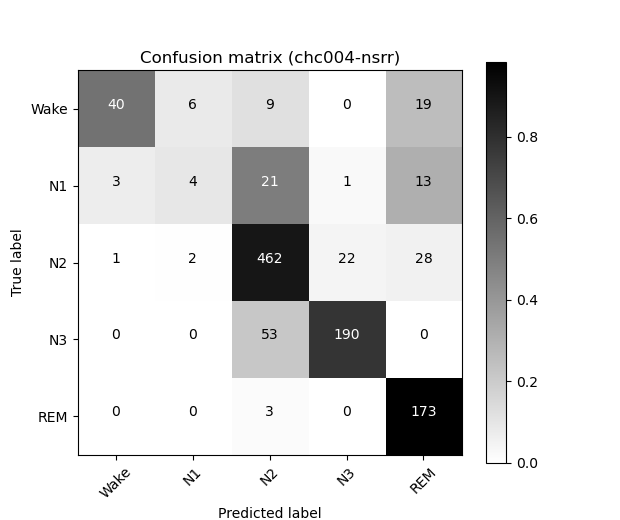 Confusion matrix (chc004-nsrr)
Wake 40 6 9 0 19
N1 3 4 21 1 13
N2 1 2 462 22 28
N3 0 0 53 190 0
REM 0 0 3 0 173
Wake N1 N2 N3 REM
Predicted label
True label
0.8
0.6
0.4
0.2
0.0